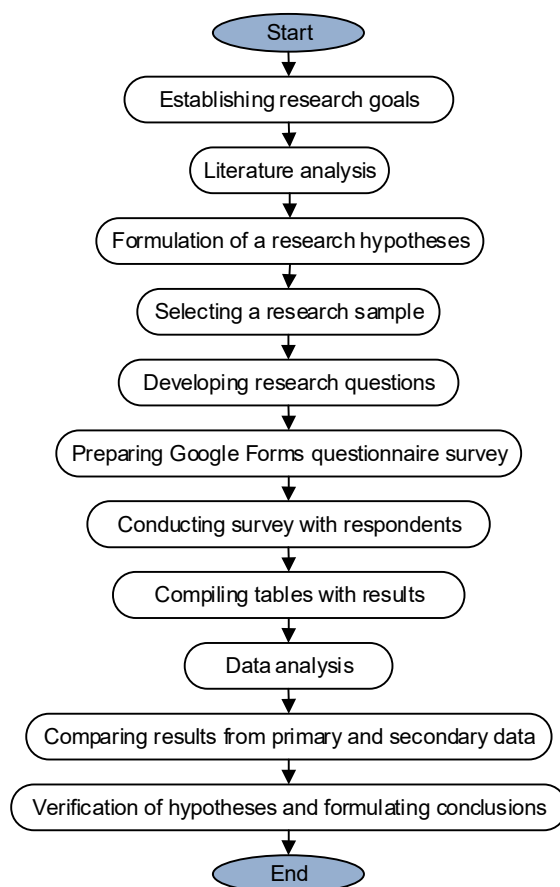 Start
Establishing research goals
Literature analysis
Formulation of a research hypotheses
Selecting a research sample
Developing research questions
Preparing Google Forms questionnaire survey
Conducting survey with respondents
Compiling tables with results
Data analysis
Comparing results from primary and secondary data
Verification of hypotheses and formulating conclusions
End